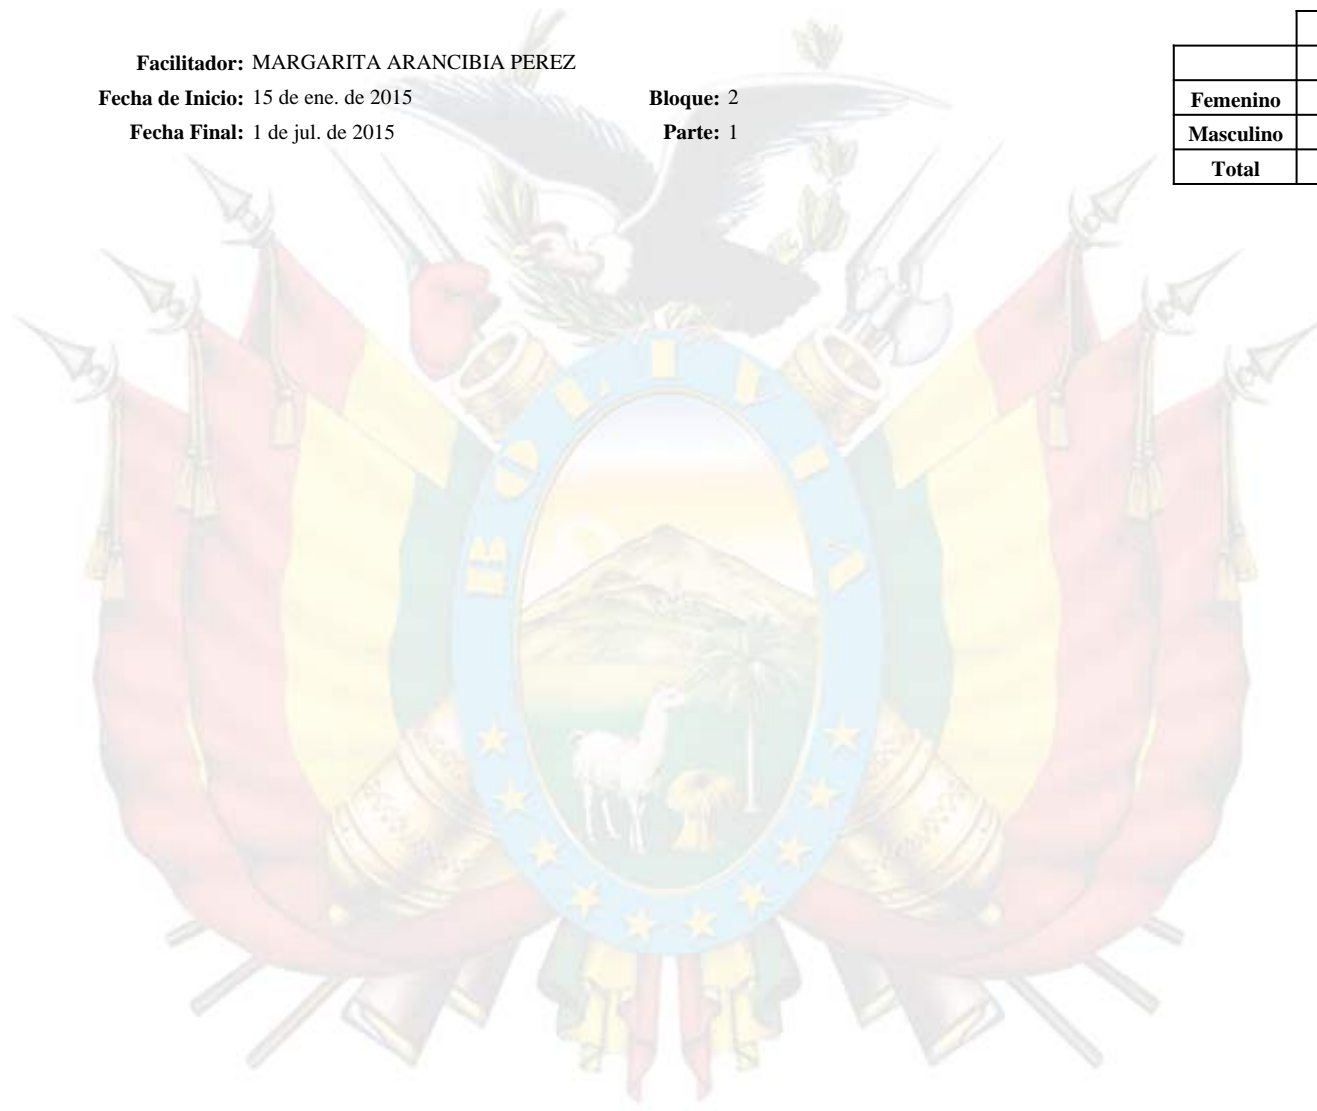 Facilitador: MARGARITA ARANCIBIA PEREZ
Fecha de Inicio: 15 de ene. de 2015 Bloque: 2
Fecha Final: 1 de jul. de 2015 Parte: 1
Femenino
Masculino
Total
BOLIVIA